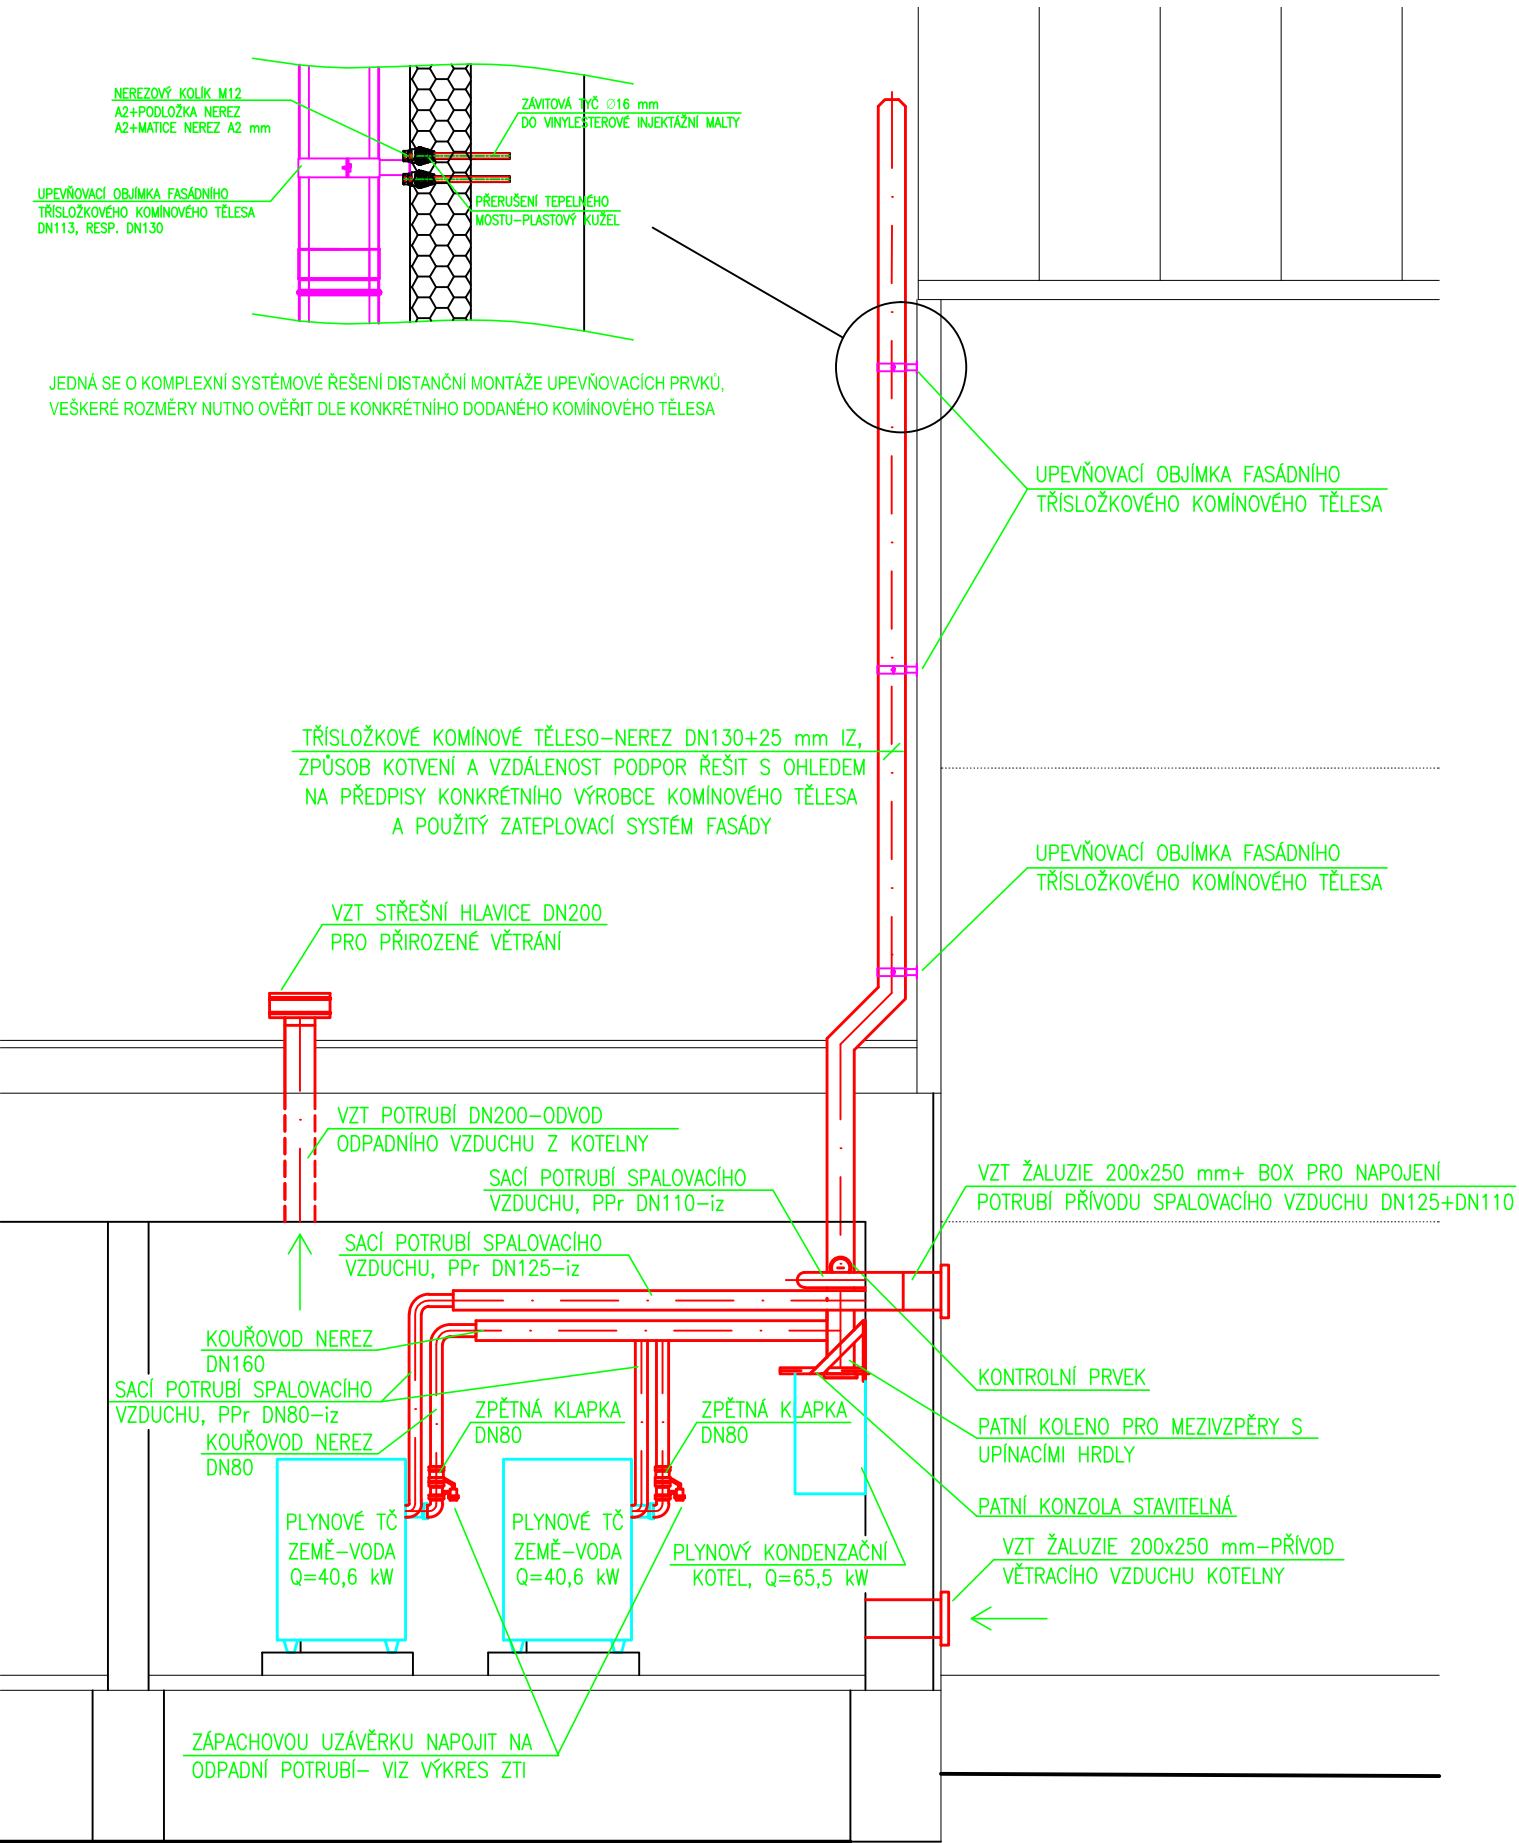 NEREZOVÝ KOLÍK M12
A2+PODLOŽKA NEREZ
A2+MATICE NEREZ A2 mm
ZÁVITOVÁ TYČ ∅16 mm
DO VINYLESTEROVÉ INJEKTÁŽNÍ MALTY
UPEVŇOVACÍ OBJÍMKA FASÁDNÍHO
TŘÍSLOŽKOVÉHO KOMÍNOVÉHO TĚLESA
DN113, RESP. DN130
PŘERUŠENÍ TEPELNÉHO
MOSTU-PLASTOVÝ KUŽEL
JEDNÁ SE O KOMPLEXNÍ SYSTÉMOVÉ ŘEŠENÍ DISTANČNÍ MONTÁŽE UPEVŇOVACÍCH PRVKŮ,
VEŠKERÉ ROZMĚRY NUTNO OVĚŘIT DLE KONKRÉTNÍHO DODANÉHO KOMÍNOVÉHO TĚLESA
UPEVŇOVACÍ OBJÍMKA FASÁDNÍHO
TŘÍSLOŽKOVÉHO KOMÍNOVÉHO TĚLESA
TŘÍSLOŽKOVÉ KOMÍNOVÉ TĚLESO-NEREZ DN130+25 mm IZ,
ZPŮSOB KOTVENÍ A VZDÁLENOST PODPOR ŘEŠIT S OHLEDEM
NA PŘEDPISY KONKRÉTNÍHO VÝROBCE KOMÍNOVÉHO TĚLESA
A POUŽITÝ ZATEPLOVACÍ SYSTÉM FASÁDY
UPEVŇOVACÍ OBJÍMKA FASÁDNÍHO
TŘÍSLOŽKOVÉHO KOMÍNOVÉHO TĚLESA
VZT STŘEŠNÍ HLAVICE DN200
PRO PŘIROZENÉ VĚTRÁNÍ
VZT POTRUBÍ DN200-ODVOD
ODPADNÍHO VZDUCHU Z KOTELNY
SACÍ POTRUBÍ SPALOVACÍHO
VZDUCHU, PPr DN110-iz
VZT ŽALUZIE 200x250 mm+ BOX PRO NAPOJENÍ
POTRUBÍ PŘÍVODU SPALOVACÍHO VZDUCHU DN125+DN110
SACÍ POTRUBÍ SPALOVACÍHO
VZDUCHU, PPr DN125-iz
KOUŘOVOD NEREZ
DN160
SACÍ POTRUBÍ SPALOVACÍHO
VZDUCHU, PPr DN80-iz
KOUŘOVOD NEREZ
DN80
ZPĚTNÁ KLAPKA
DN80
ZPĚTNÁ KLAPKA
DN80
KONTROLNÍ PRVEK
PATNÍ KOLENO PRO MEZIVZPĚRY S
UPÍNACÍMI HRDLY
PATNÍ KONZOLA STAVITELNÁ
PLYNOVÉ TČ
ZEMĚ-VODA
Q=40,6 kW
PLYNOVÉ TČ
ZEMĚ-VODA
Q=40,6 kW
PLYNOVÝ KONDENZAČNÍ
KOTEL, Q=65,5 kW
VZT ŽALUZIE 200x250 mm-PŘÍVOD
VĚTRACÍHO VZDUCHU KOTELNY
ZÁPACHOVOU UZÁVĚRKU NAPOJIT NA
ODPADNÍ POTRUBÍ- VIZ VÝKRES ZTI